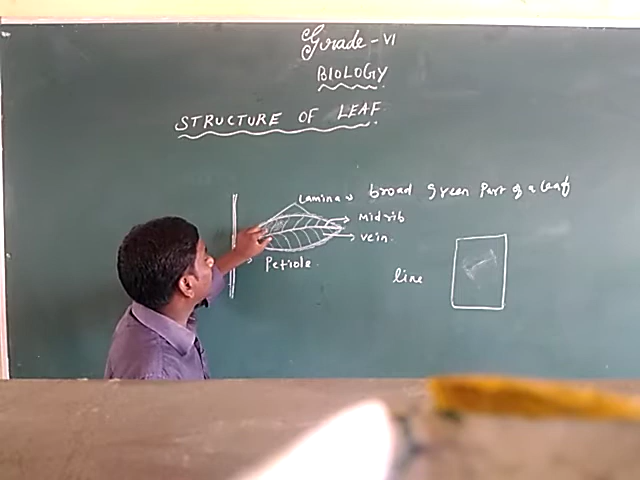 Grade - VI
BIOLOGY
STRUCTURE OF LEAF
Lamina → broad green part of a leaf
Midrib
vein.
Petiole.
line